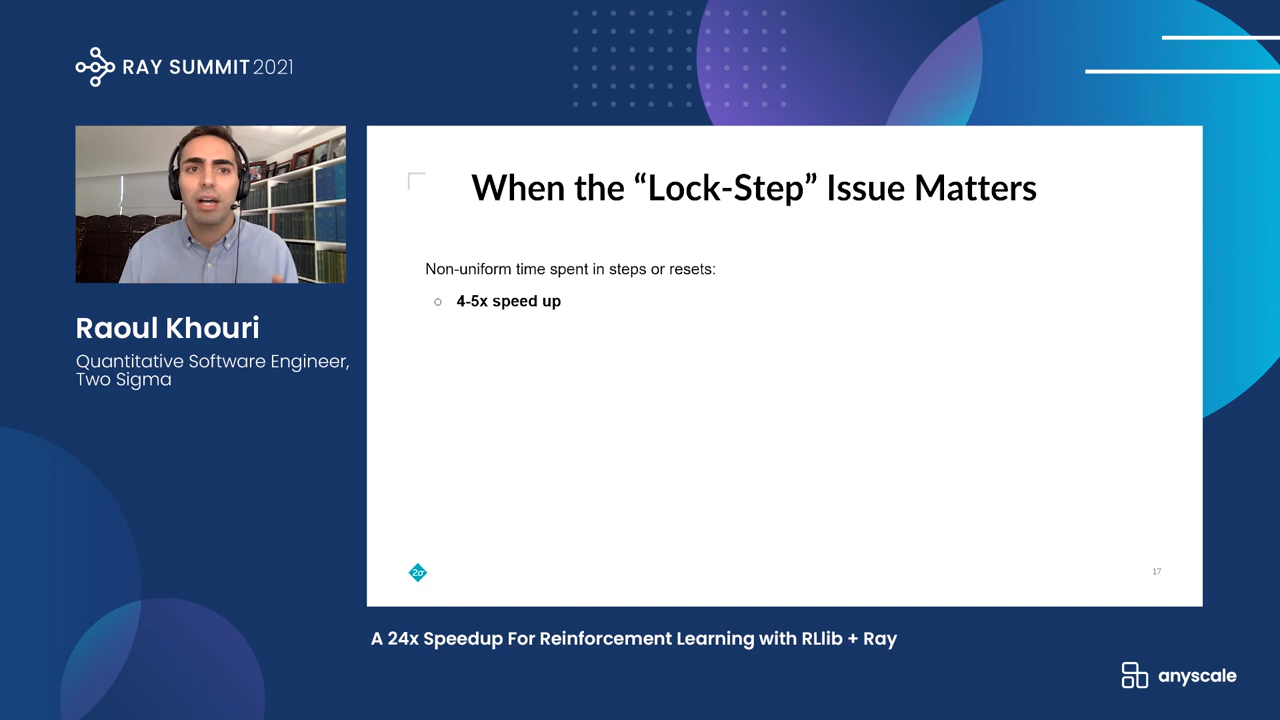 RAY SUMMIT 2021
When the “Lock-Step” Issue Matters
Non-uniform time spent in steps or resets:
○ 4-5x speed up
2σ
17
Raoul Khouri
Quantitative Software Engineer,
Two Sigma
A 24x Speedup For Reinforcement Learning with RLlib + Ray
anyscale